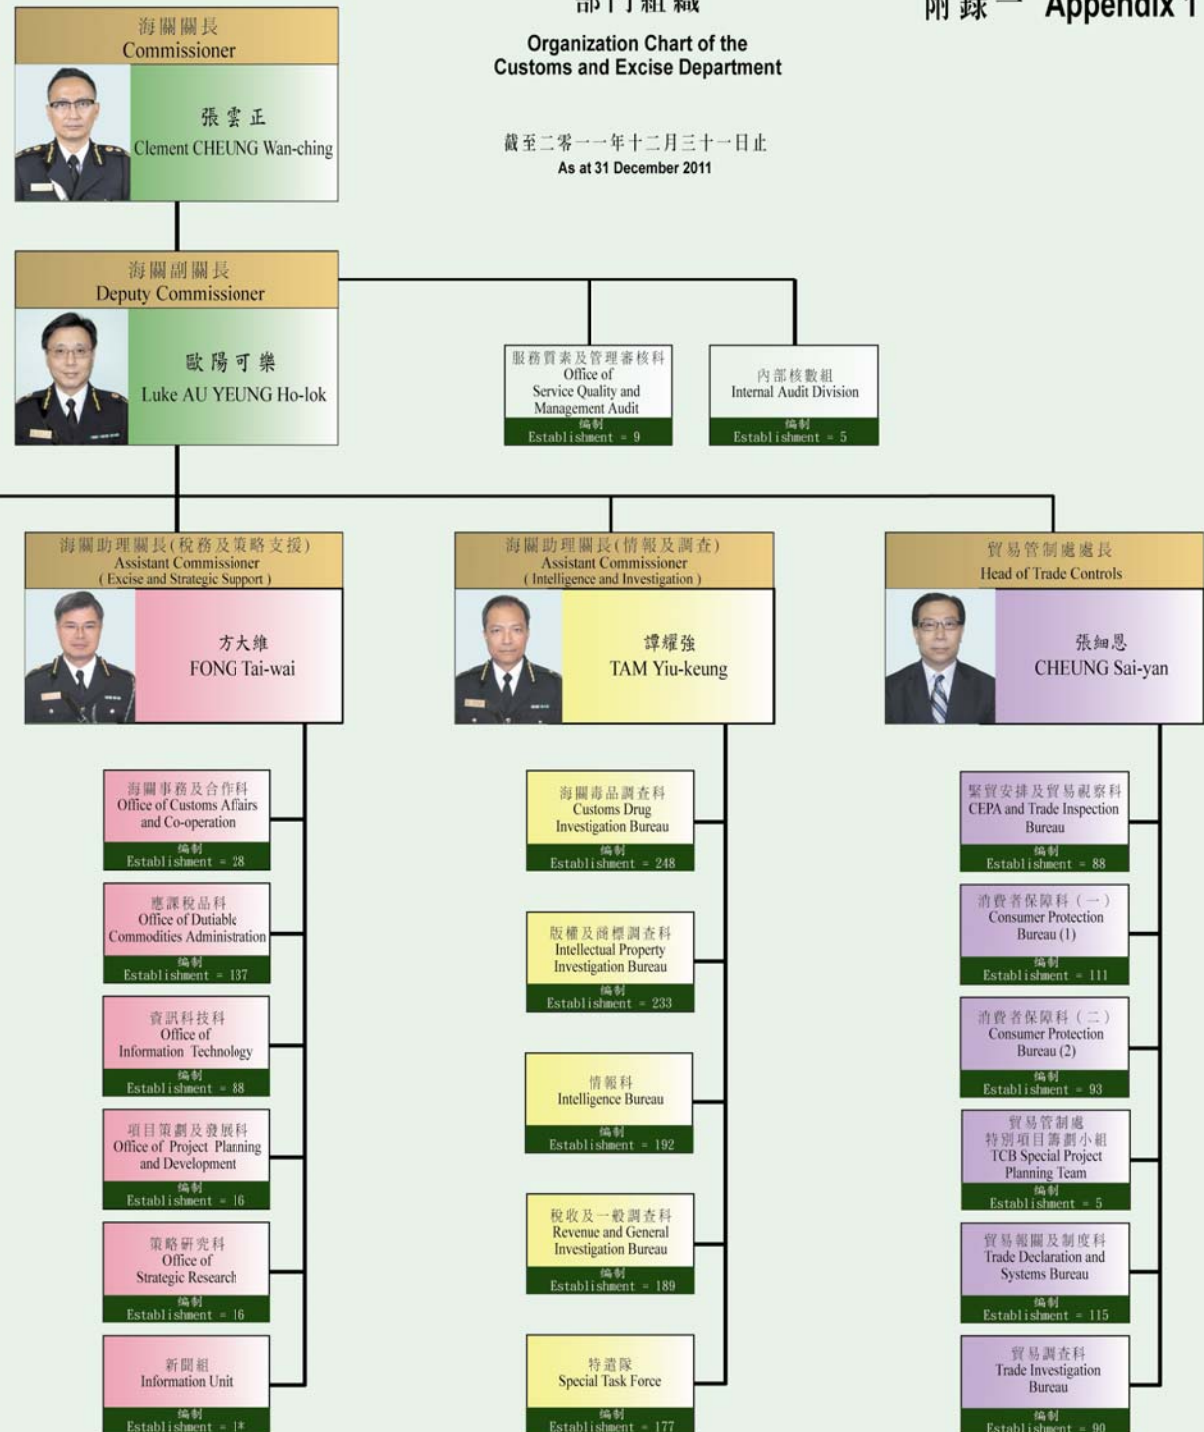 部門組織
附錄一 Appendix 1
Organization Chart of the
Customs and Excise Department
截至二零一一年十二月三十一日止
As at 31 December 2011
海關關長
Commissioner
張雲正
Clement CHEUNG Wan-ching
海關副關長
Deputy Commissioner
歐陽可樂
Luke AU YEUNG Ho-lok
服務質素及管理審核科
Office of
Service Quality and
Management Audit
編制
Establishment = 9
內部核數組
Internal Audit Division
編制
Establishment = 5
海關助理關長(稅務及策略支援)
Assistant Commissioner
( Excise and Strategic Support )
方大維
FONG Tai-wai
海關事務及合作科
Office of Customs Affairs
and Co-operation
編制
Establishment = 28
應課稅品科
Office of Dutiable
Commodities Administration
編制
Establishment = 137
資訊科技科
Office of
Information Technology
編制
Establishment = 88
項目策劃及發展科
Office of Project Planning
and Development
編制
Establishment = 16
策略研究科
Office of
Strategic Research
編制
Establishment = 16
新聞組
Information Unit
編制
Establishment = 1*
海關助理關長(情報及調查)
Assistant Commissioner
( Intelligence and Investigation )
譚耀強
TAM Yiu-keung
海關毒品調查科
Customs Drug
Investigation Bureau
編制
Establishment = 248
版權及商標調查科
Intellectual Property
Investigation Bureau
編制
Establishment = 233
情報科
Intelligence Bureau
編制
Establishment = 192
稅收及一般調查科
Revenue and General
Investigation Bureau
編制
Establishment = 189
特遣隊
Special Task Force
編制
Establishment = 177
貿易管制處處長
Head of Trade Controls
張細恩
CHEUNG Sai-yan
緊貿安排及貿易視察科
CEPA and Trade Inspection
Bureau
編制
Establishment = 88
消費者保障科（一）
Consumer Protection
Bureau (1)
編制
Establishment = 111
消費者保障科（二）
Consumer Protection
Bureau (2)
編制
Establishment = 93
貿易管制處
特別項目籌劃小組
TCB Special Project
Planning Team
編制
Establishment = 5
貿易報關及制度科
Trade Declaration and
Systems Bureau
編制
Establishment = 115
貿易調查科
Trade Investigation
Bureau
編制
Establishment = 90